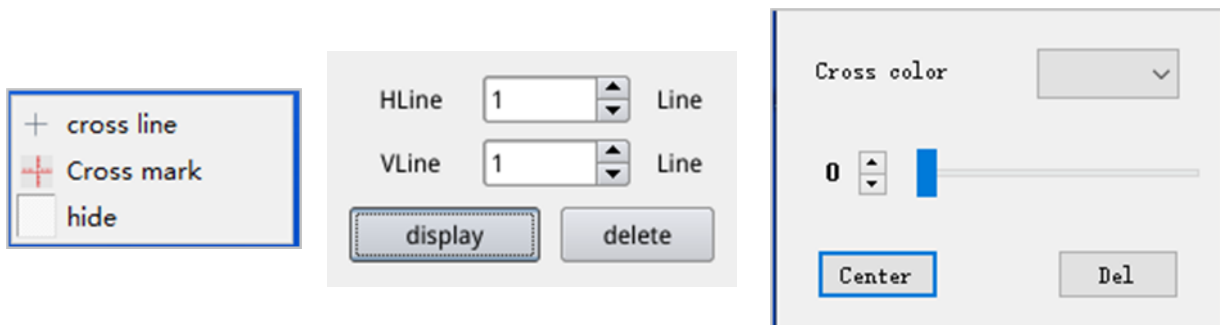 cross line
Cross mark
hide
HLine 1 Line
VLine 1 Line
display delete
Cross color
0
Center Del